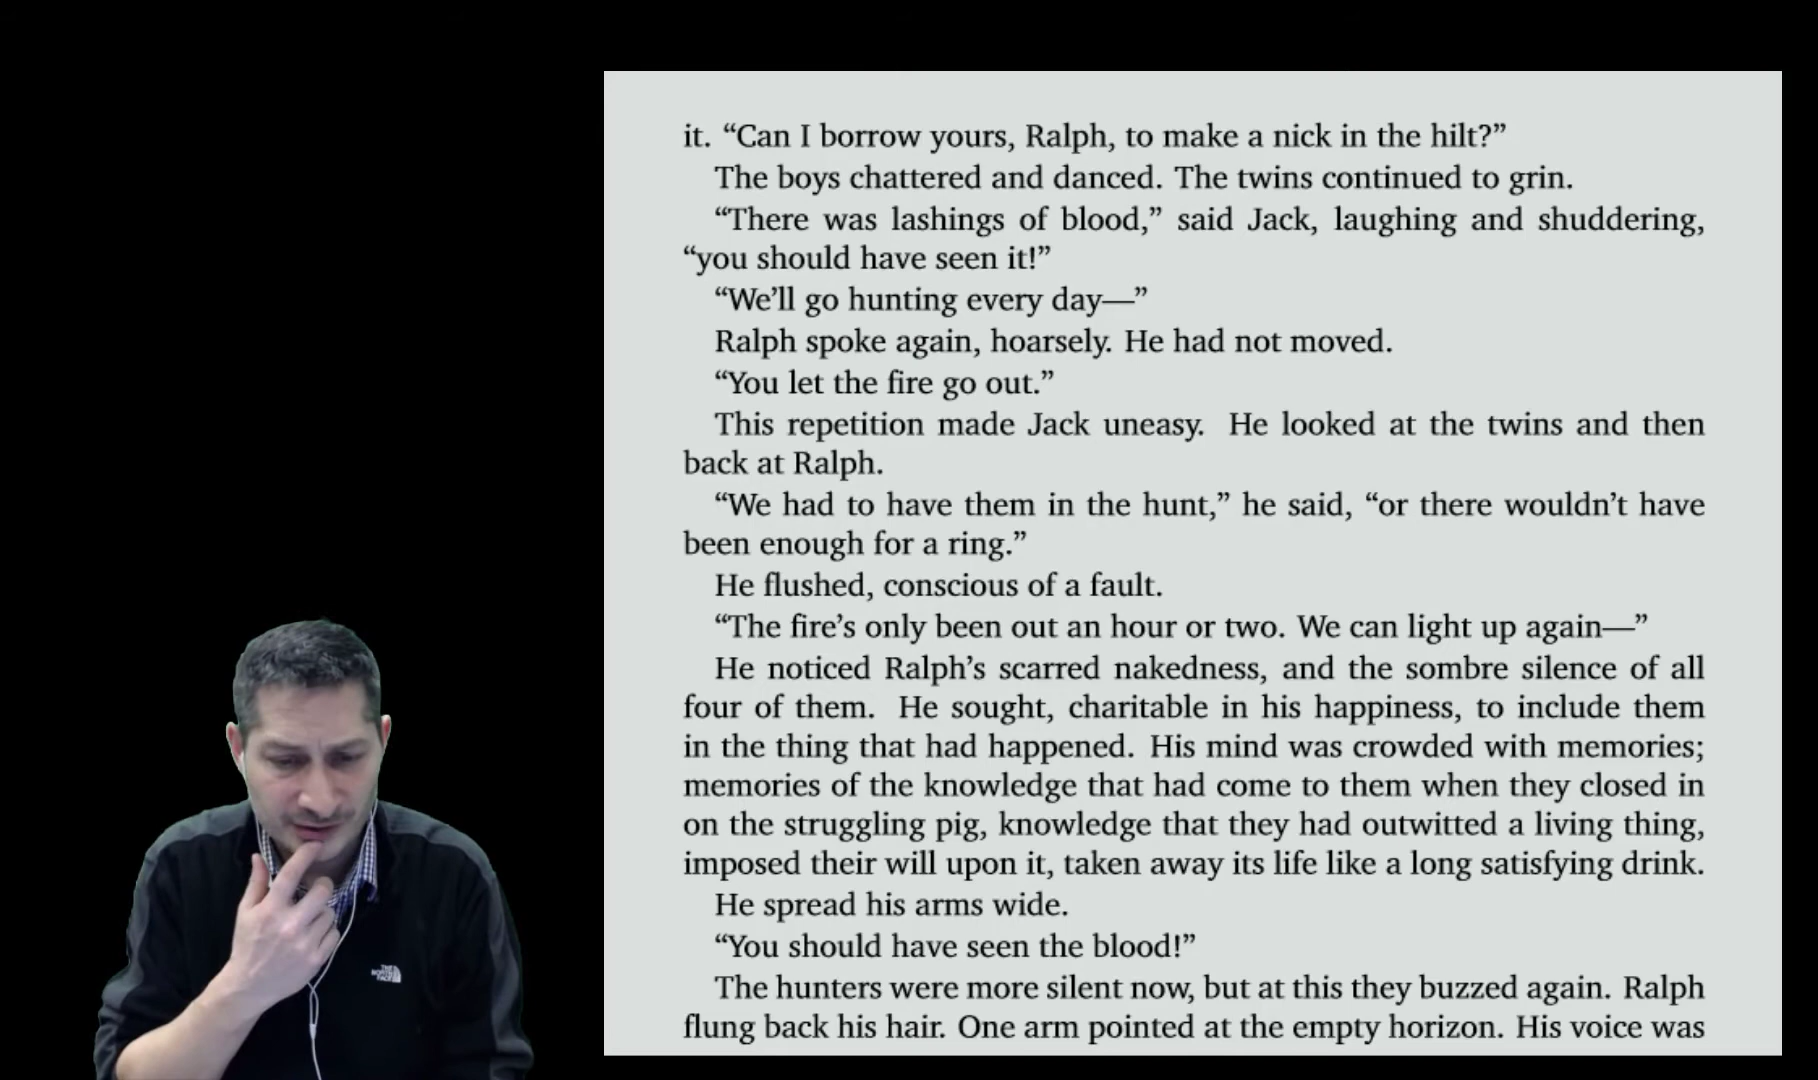 it. “Can I borrow yours, Ralph, to make a nick in the hilt?”
The boys chattered and danced. The twins continued to grin.
“There was lashings of blood,” said Jack, laughing and shuddering,
“you should have seen it!”
“We’ll go hunting every day—”
Ralph spoke again, hoarsely. He had not moved.
“You let the fire go out.”
This repetition made Jack uneasy. He looked at the twins and then
back at Ralph.
“We had to have them in the hunt,” he said, “or there wouldn’t have
been enough for a ring.”
He flushed, conscious of a fault.
“The fire’s only been out an hour or two. We can light up again—”
He noticed Ralph’s scarred nakedness, and the sombre silence of all
four of them. He sought, charitable in his happiness, to include them
in the thing that had happened. His mind was crowded with memories;
memories of the knowledge that had come to them when they closed in
on the struggling pig, knowledge that they had outwitted a living thing,
imposed their will upon it, taken away its life like a long satisfying drink.
He spread his arms wide.
“You should have seen the blood!”
The hunters were more silent now, but at this they buzzed again. Ralph
flung back his hair. One arm pointed at the empty horizon. His voice was
THE
NORTH
FACE